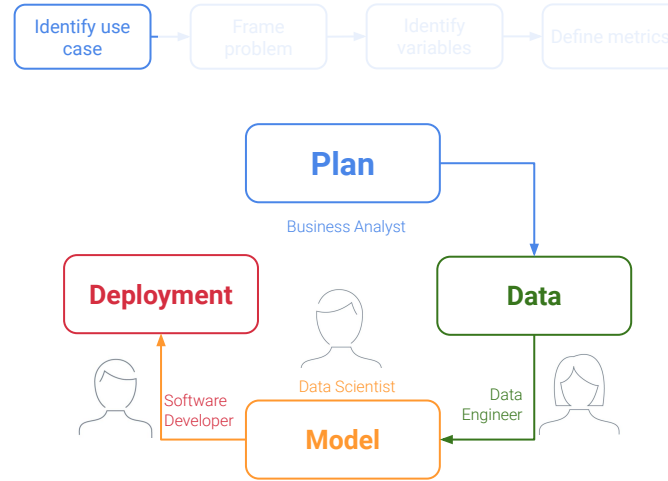 Identify use
case
Frame
problem
Identify
variables
Define metrics
Plan
Business Analyst
Deployment
Data
Data Scientist
Software
Developer
Data
Engineer
Model